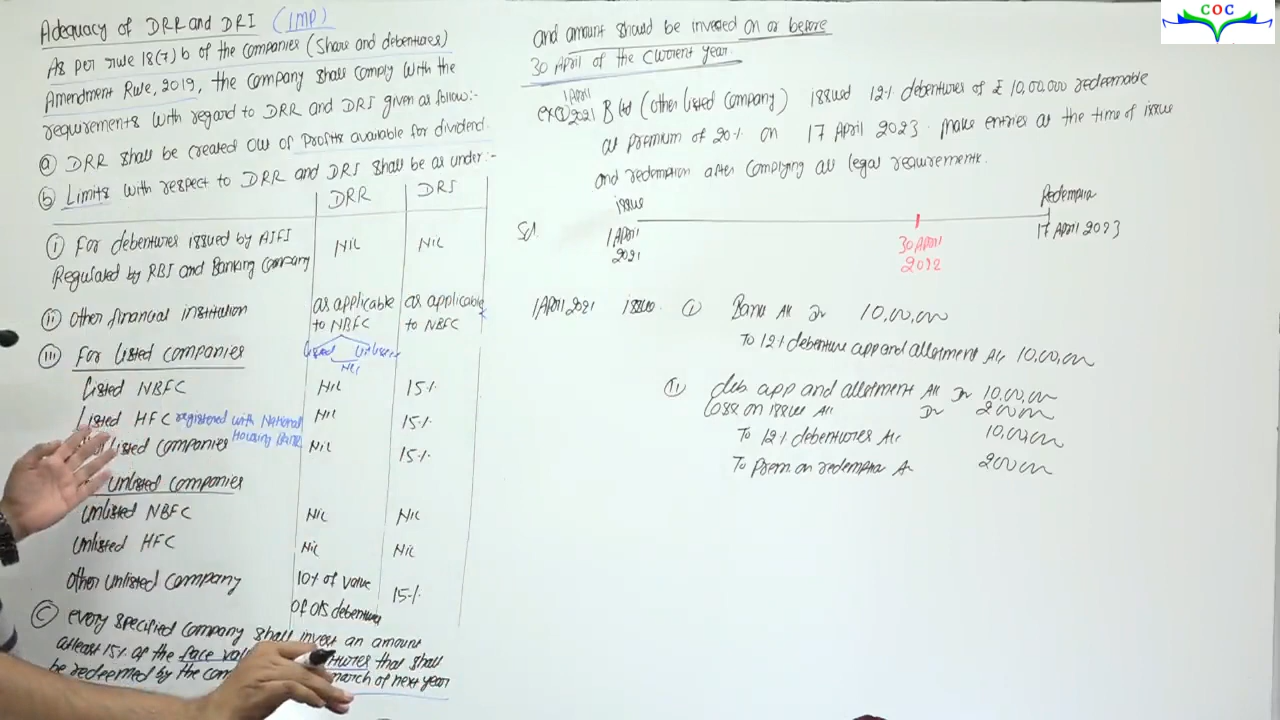 COC
Adequacy of DRR and DRI (IMP)
As per rule 18(7) b of the companies (Share and debentures)
Amendment Rule, 2019, the company shall comply with the
requirements with regard to DRR and DRI given as follow:-
(a) DRR shall be created out of Profits available for dividend.
(b) Limits with respect to DRR and DRI shall be as under:-
DRR DRI
(i) for debentures issued by AIFI Nil Nil
Regulated by RBI and Banking Company
(ii) other financial institution as applicable to NBFC as applicable to NBFC
(iii) for Listed companies Listed unlisted
Nil
Listed NBFC Nil 15%
Listed HFC registered with National Housing Bank Nil 15%
listed companies Nil 15%
unlisted companies
unlisted NBFC Nil Nil
unlisted HFC Nil Nil
other unlisted company 10% of value of o/s debentures 15%
(C) every specified company shall invest an amount
atleast 15% of the face that shall
be redeemed by the march of next year
and amount should be invested on or before
30 April of the current year.
1 April
2021 B ltd (other listed company) issued 12% debentures of ₹ 10,00,000 redeemable
at premium of 20% on 17 April 2023. Make entries at the time of issue
and redemption after complying all legal requirements.
issue Redemption
Sol. 1 April 2021 30 April 2022 17 April 2023
1 April 2021 issue. (i) Bank A/c Dr 10,00,000
To 12% debenture app and allotment A/c 10,00,000
(ii) deb. app and allotment A/c Dr 10,00,000
Loss on issue A/c Dr 200000
To 12% debentures A/c 10,00,000
To Prem on redemption A/c 200000